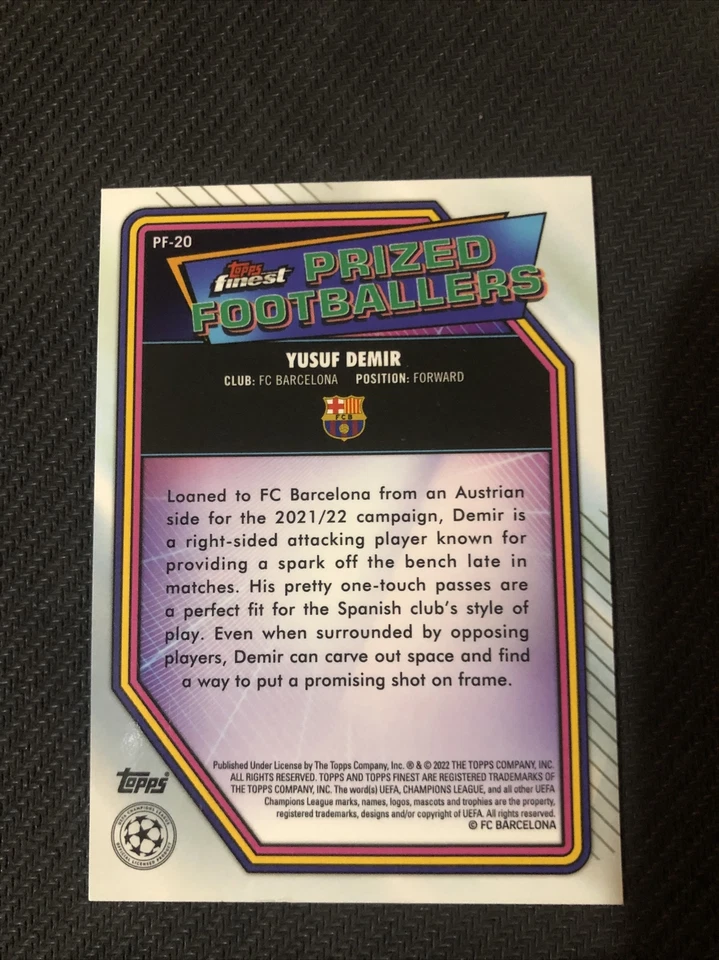 PF-20
Topps
finest
PRIZED
FOOTBALLERS
YUSUF DEMIR
CLUB: FC BARCELONA POSITION: FORWARD
FCB
Loaned to FC Barcelona from an Austrian
side for the 2021/22 campaign, Demir is
a right-sided attacking player known for
providing a spark off the bench late in
matches. His pretty one-touch passes are
a perfect fit for the Spanish club's style of
play. Even when surrounded by opposing
players, Demir can carve out space and find
a way to put a promising shot on frame.
Published Under License by The Topps Company, Inc. ® & © 2022 THE TOPPS COMPANY, INC.
ALL RIGHTS RESERVED. TOPPS AND TOPPS FINEST ARE REGISTERED TRADEMARKS OF
THE TOPPS COMPANY, INC. The word(s) UEFA, CHAMPIONS LEAGUE, and all other UEFA
Champions League marks, names, logos, mascots and trophies are the property,
registered trademarks, designs and/or copyright of UEFA. All rights reserved.
© FC BARCELONA
topps®
UEFA CHAMPIONS LEAGUE
OFFICIAL LICENSED PRODUCT